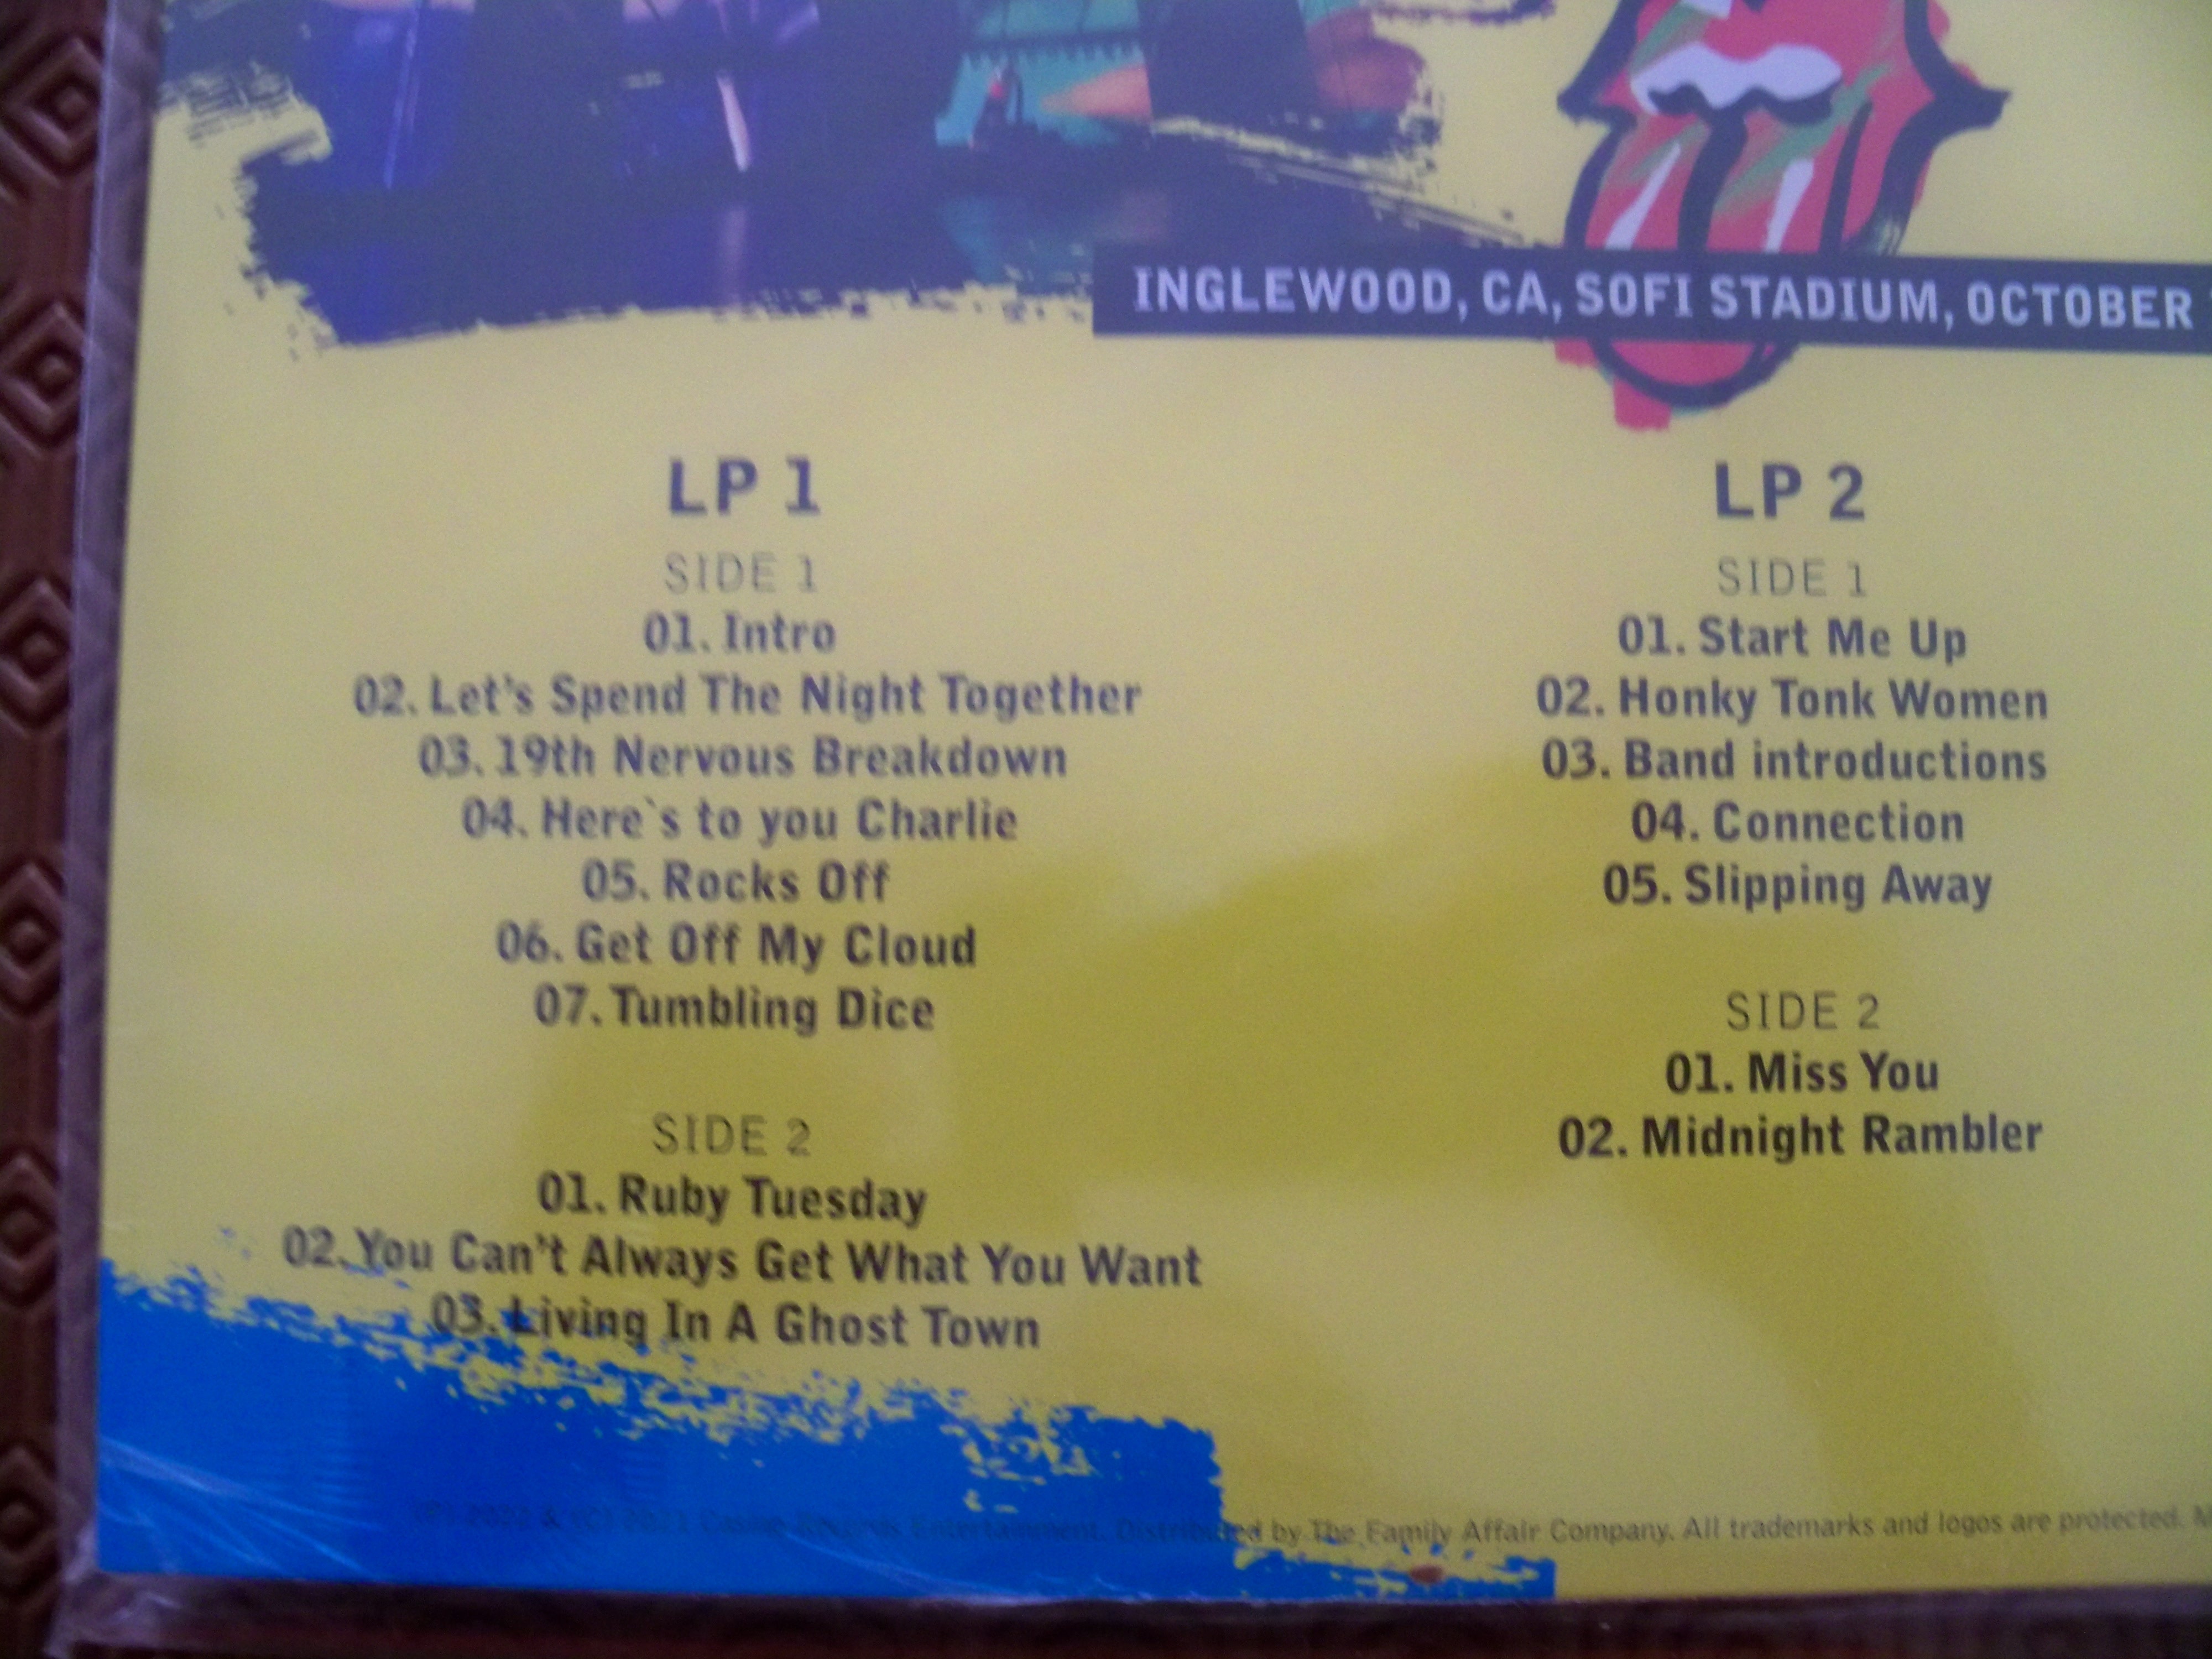 INGLEWOOD, CA, SOFI STADIUM, OCTOBER
LP 1
SIDE 1
01. Intro
02. Let's Spend The Night Together
03. 19th Nervous Breakdown
04. Here`s to you Charlie
05. Rocks Off
06. Get Off My Cloud
07. Tumbling Dice
SIDE 2
01. Ruby Tuesday
02. You Can't Always Get What You Want
03. Living In A Ghost Town
LP 2
SIDE 1
01. Start Me Up
02. Honky Tonk Women
03. Band introductions
04. Connection
05. Slipping Away
SIDE 2
01. Miss You
02. Midnight Rambler
Entertainment. Distributed by The Family Affair Company. All trademarks and logos are protected.